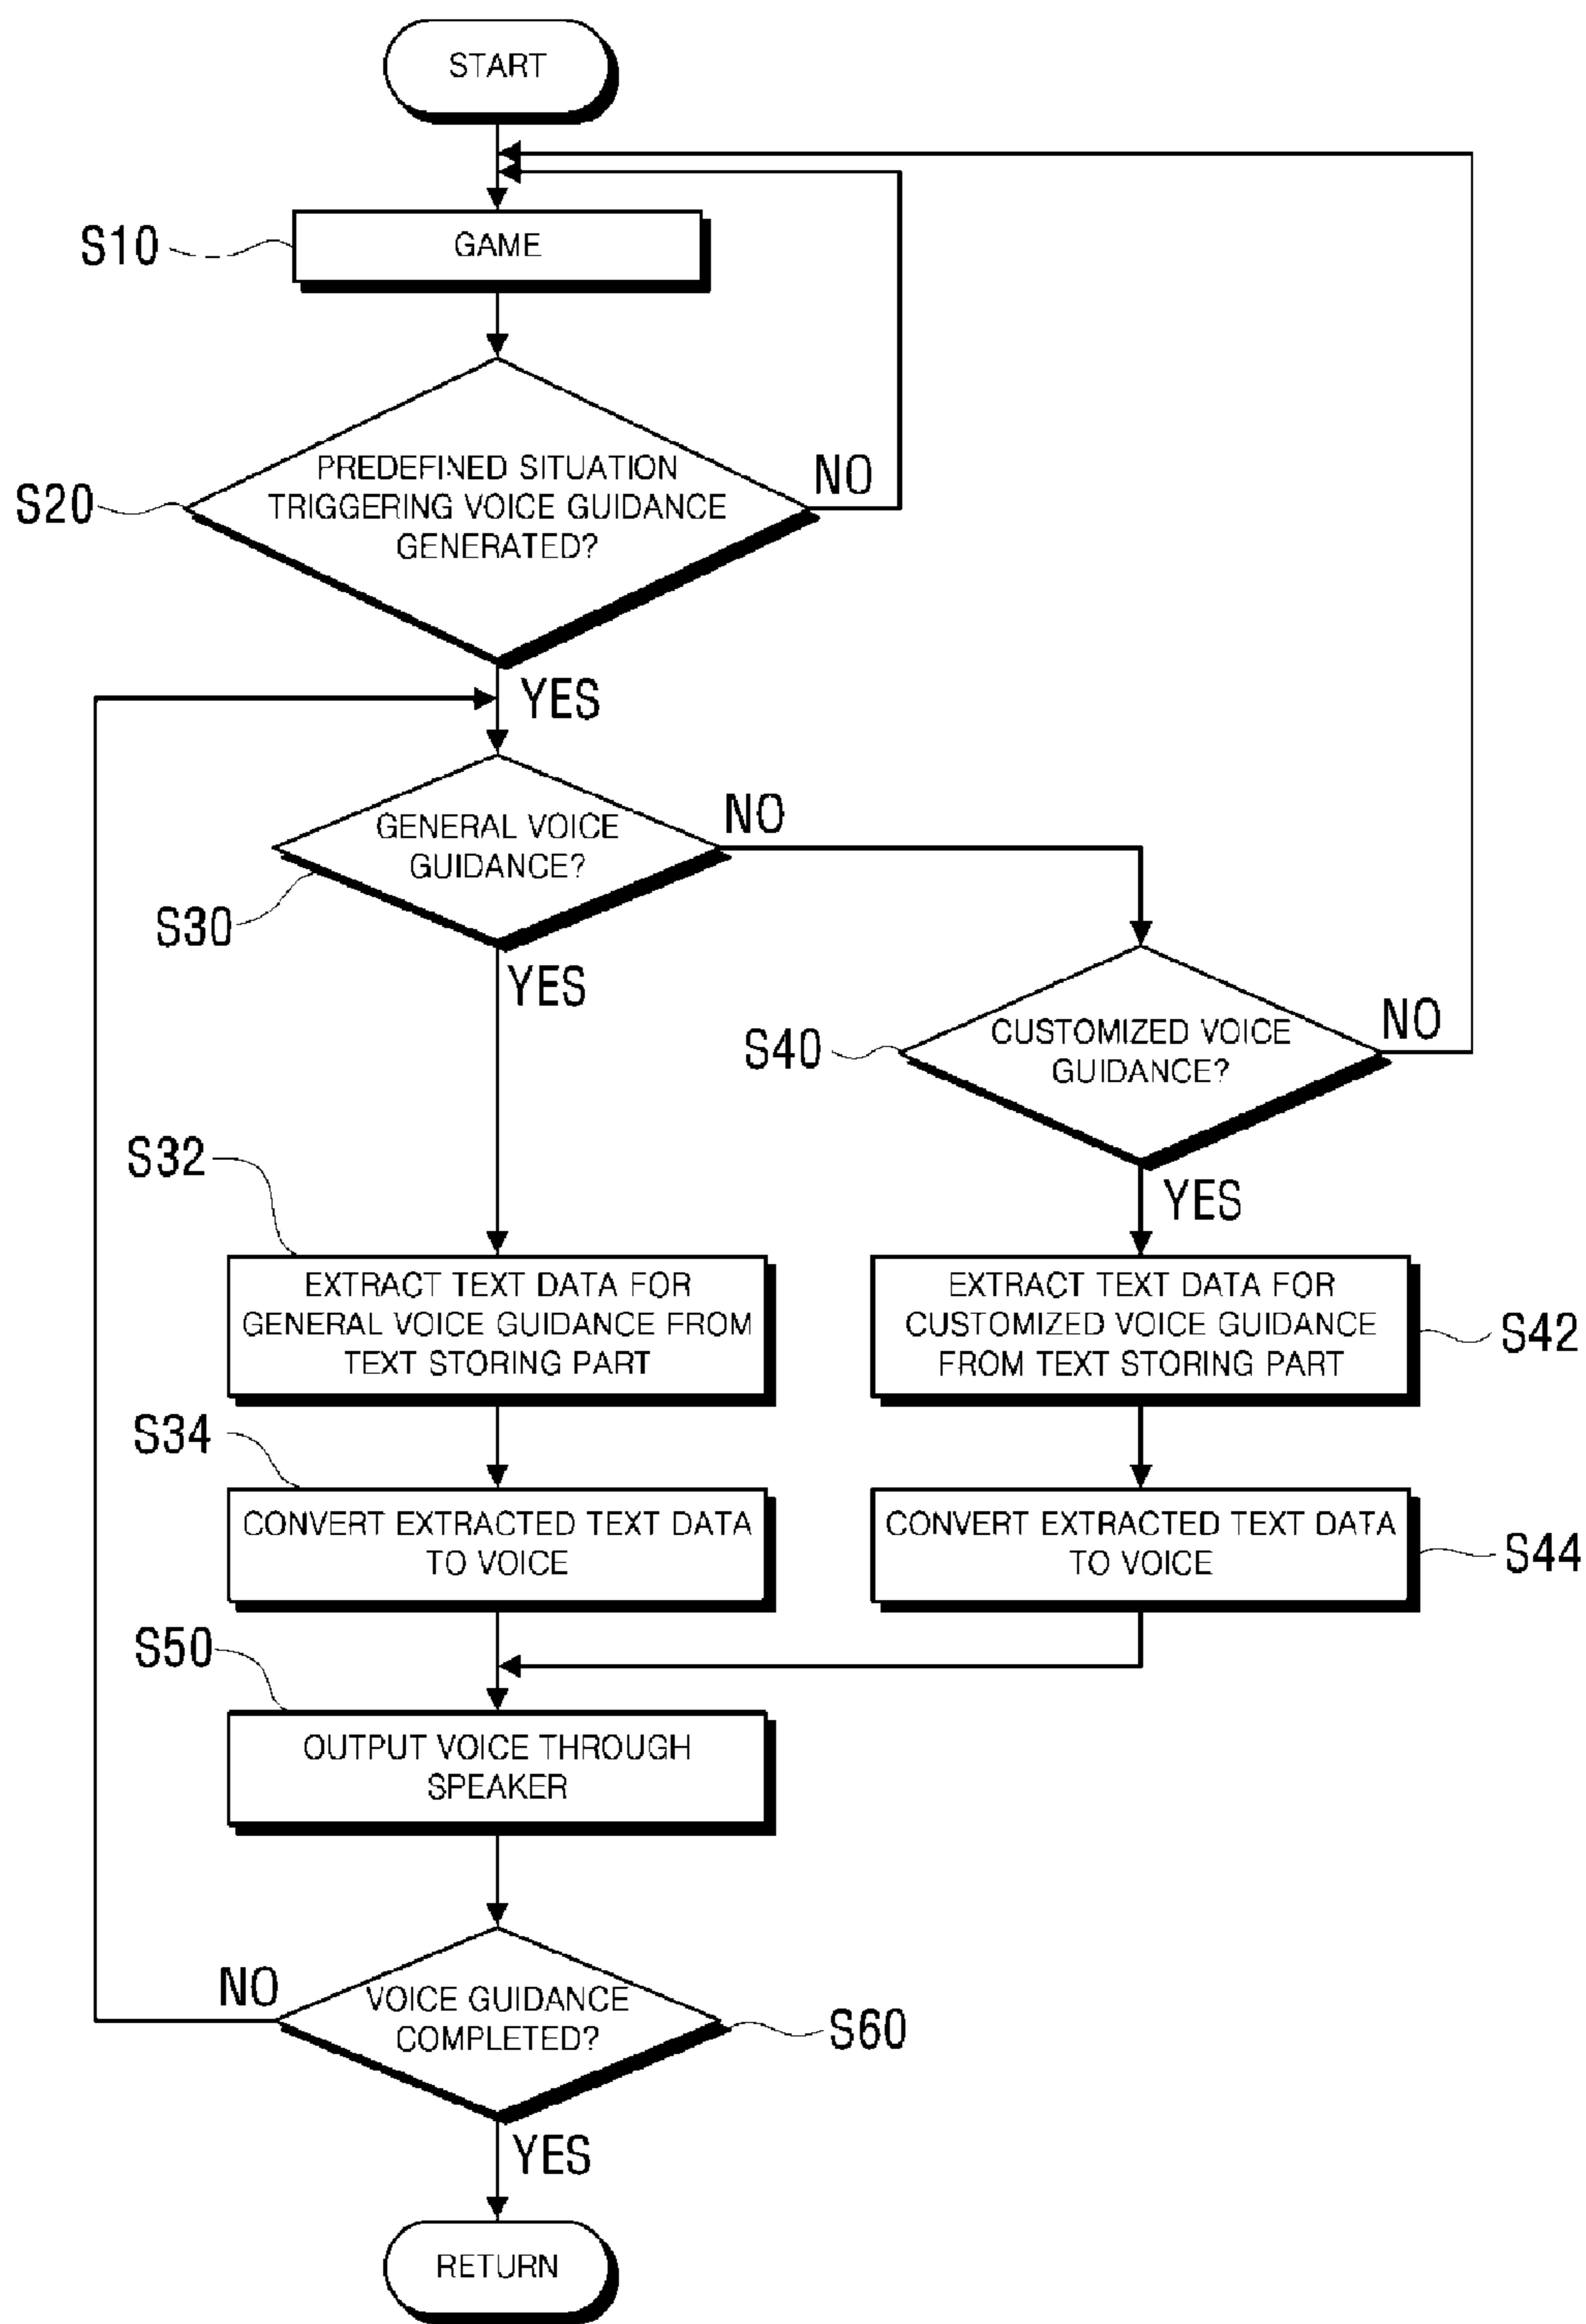 START
S10
GAME
S20
PREDEFINED SITUATION
TRIGGERING VOICE GUIDANCE
GENERATED?
NO
YES
S30
GENERAL VOICE
GUIDANCE?
NO
YES
S40
CUSTOMIZED VOICE
GUIDANCE?
NO
YES
S32
EXTRACT TEXT DATA FOR
GENERAL VOICE GUIDANCE FROM
TEXT STORING PART
EXTRACT TEXT DATA FOR
CUSTOMIZED VOICE GUIDANCE
FROM TEXT STORING PART
S42
S34
CONVERT EXTRACTED TEXT DATA
TO VOICE
CONVERT EXTRACTED TEXT DATA
TO VOICE
S44
S50
OUTPUT VOICE THROUGH
SPEAKER
NO
VOICE GUIDANCE
COMPLETED?
S60
YES
RETURN